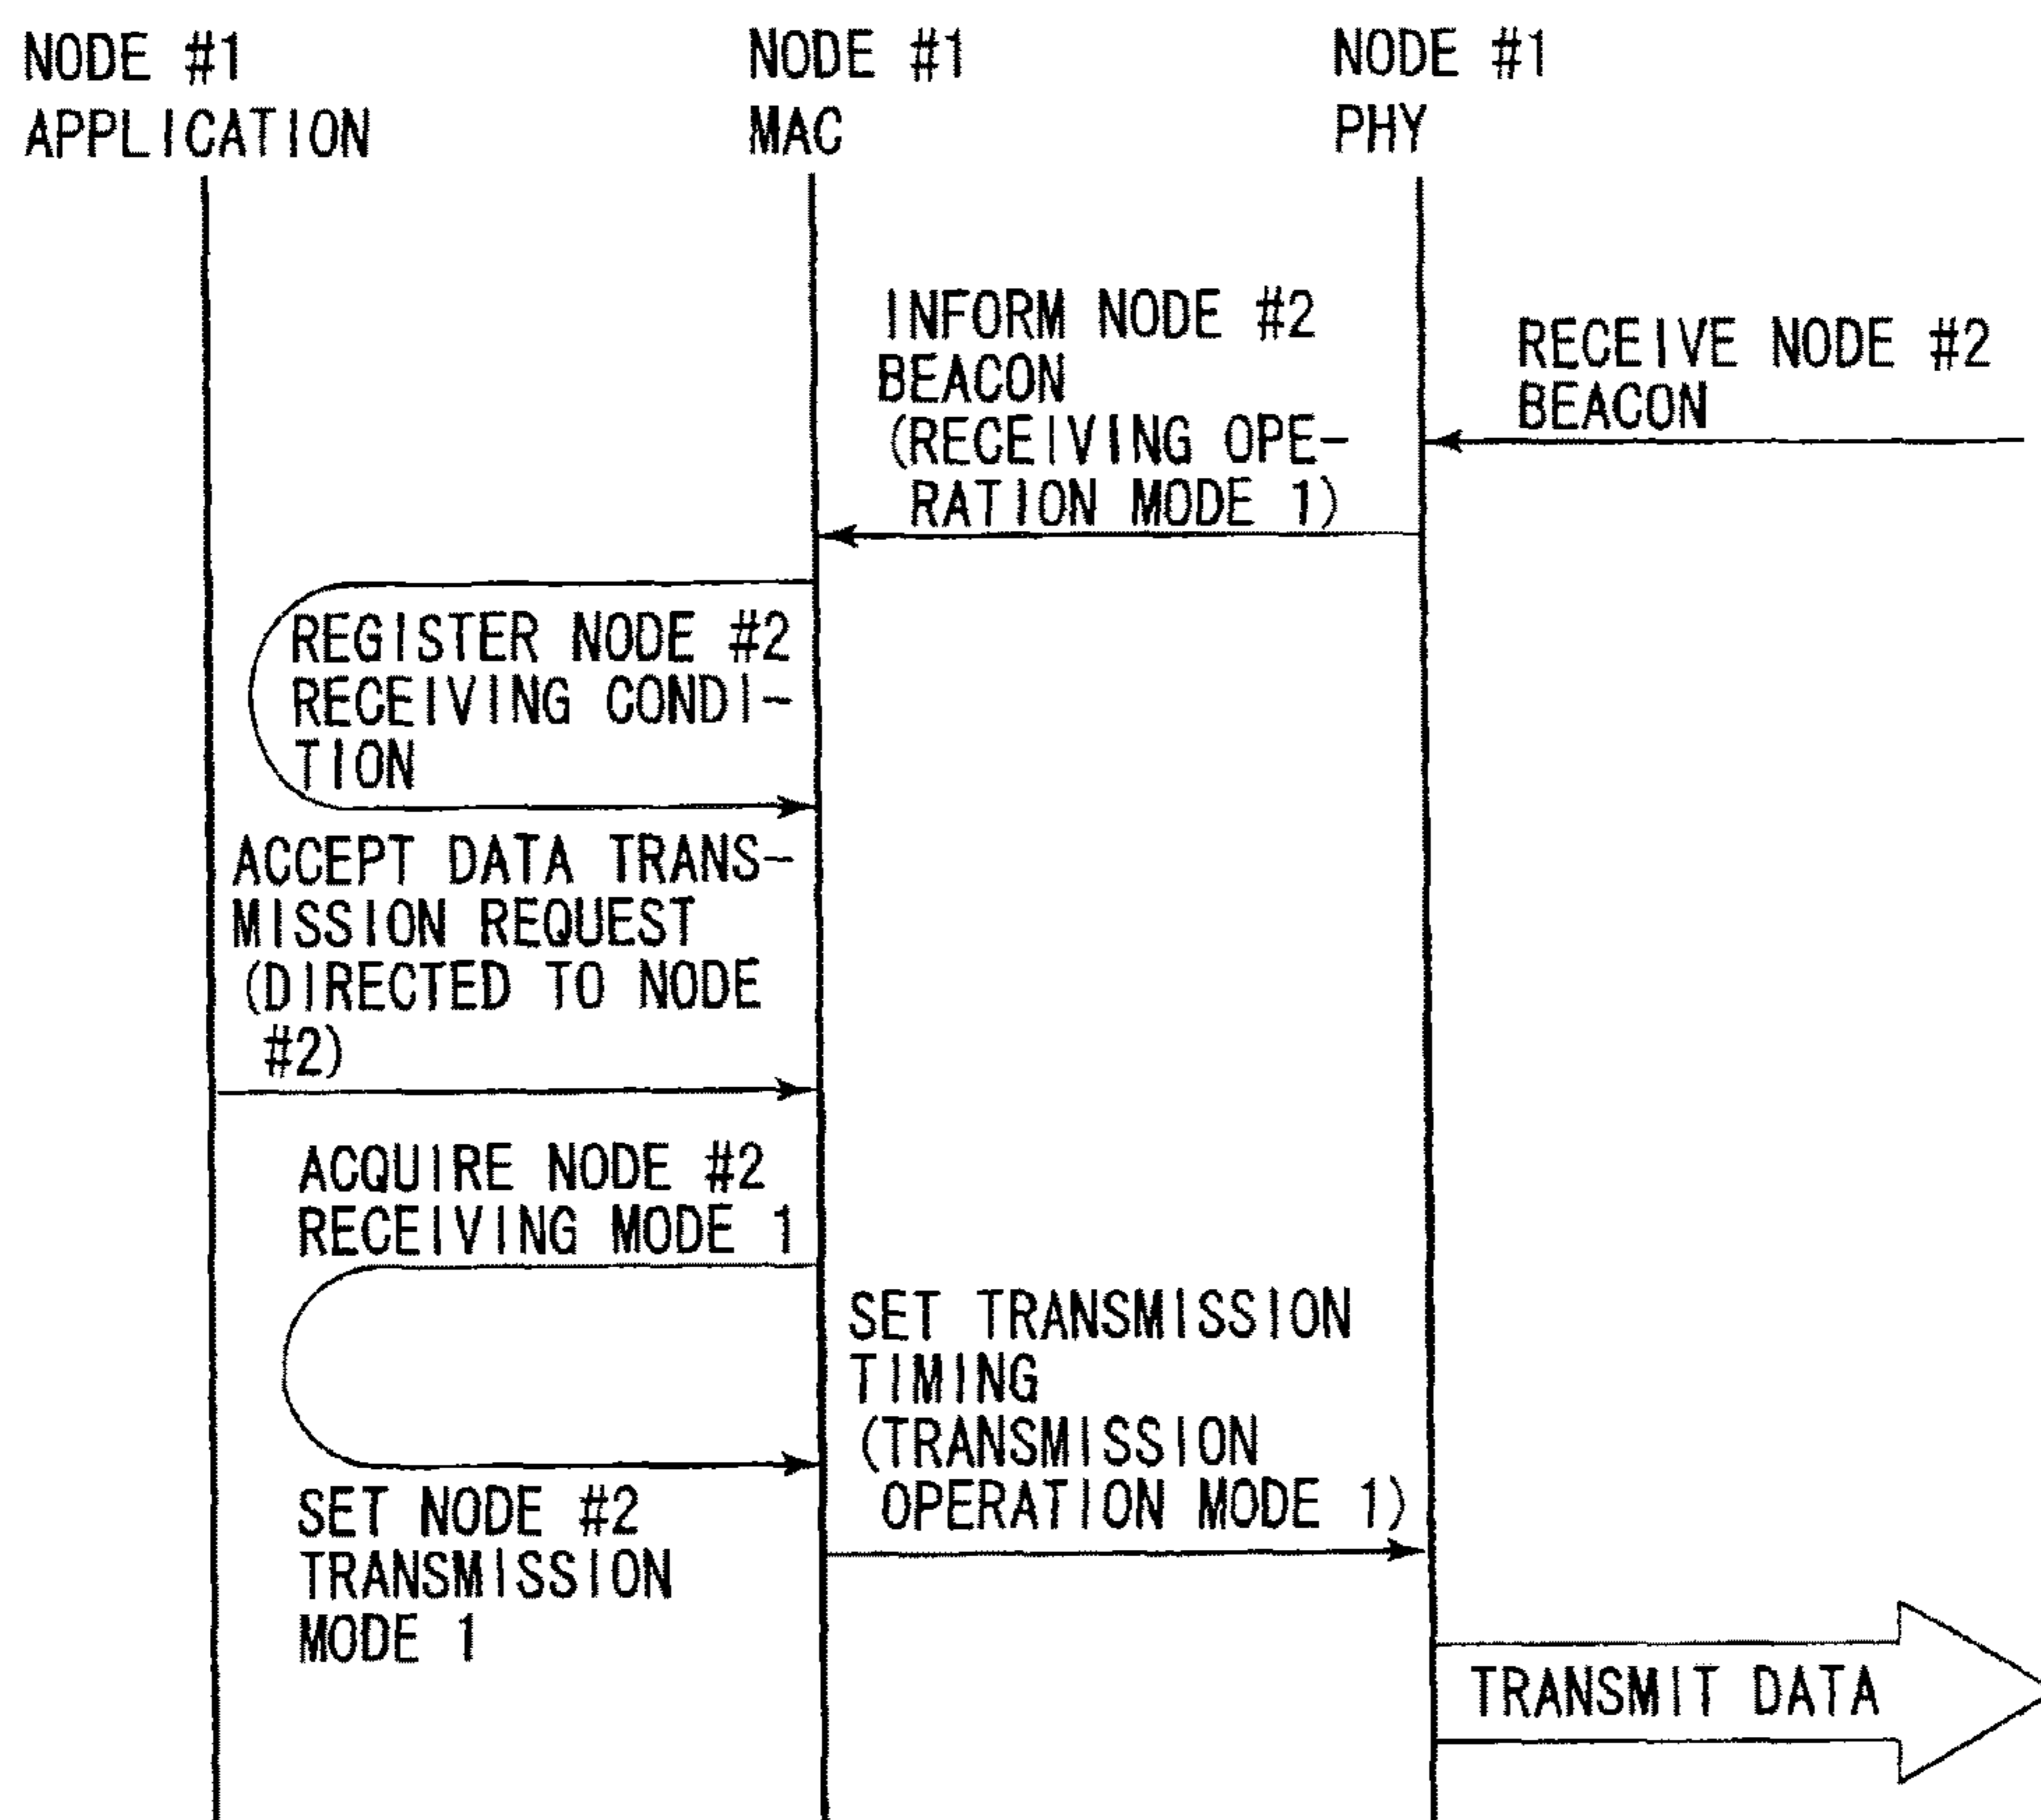 NODE #1
APPLICATION
NODE #1
MAC
NODE #1
PHY
INFORM NODE #2
BEACON
(RECEIVING OPE-
RATION MODE 1)
RECEIVE NODE #2
BEACON
REGISTER NODE #2
RECEIVING CONDI-
TION
ACCEPT DATA TRANS-
MISSION REQUEST
(DIRECTED TO NODE
#2)
ACQUIRE NODE #2
RECEIVING MODE 1
SET TRANSMISSION
TIMING
(TRANSMISSION
OPERATION MODE 1)
SET NODE #2
TRANSMISSION
MODE 1
TRANSMIT DATA